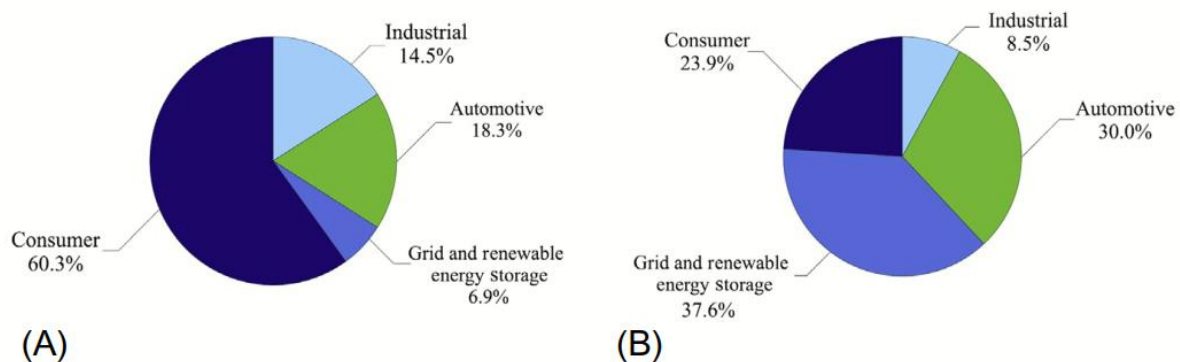 Industrial
14.5%
Automotive
18.3%
Consumer
60.3%
Grid and renewable
energy storage
6.9%
(A)
Consumer
23.9%
Industrial
8.5%
Automotive
30.0%
Grid and renewable
energy storage
37.6%
(B)